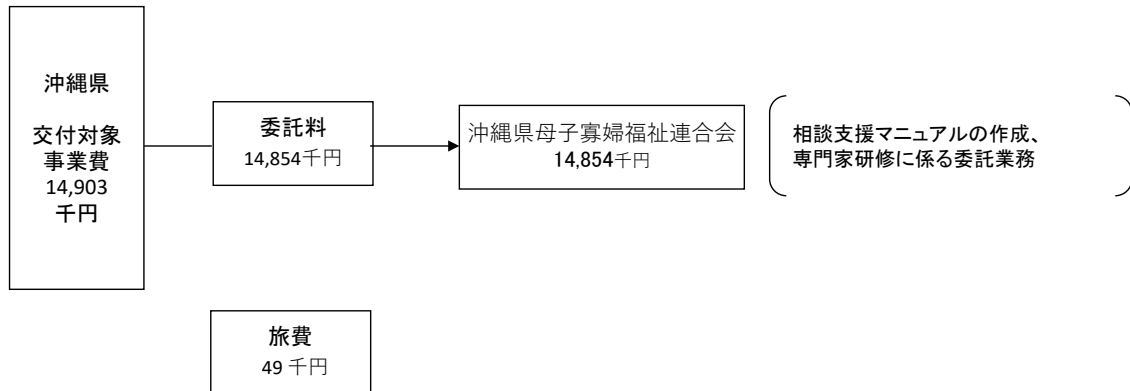 沖縄県
交付対象
事業費
14,903
千円
委託料
14,854千円
沖縄県母子寡婦福祉連合会
14,854千円
相談支援マニュアルの作成、
専門家研修に係る委託業務
旅費
49 千円